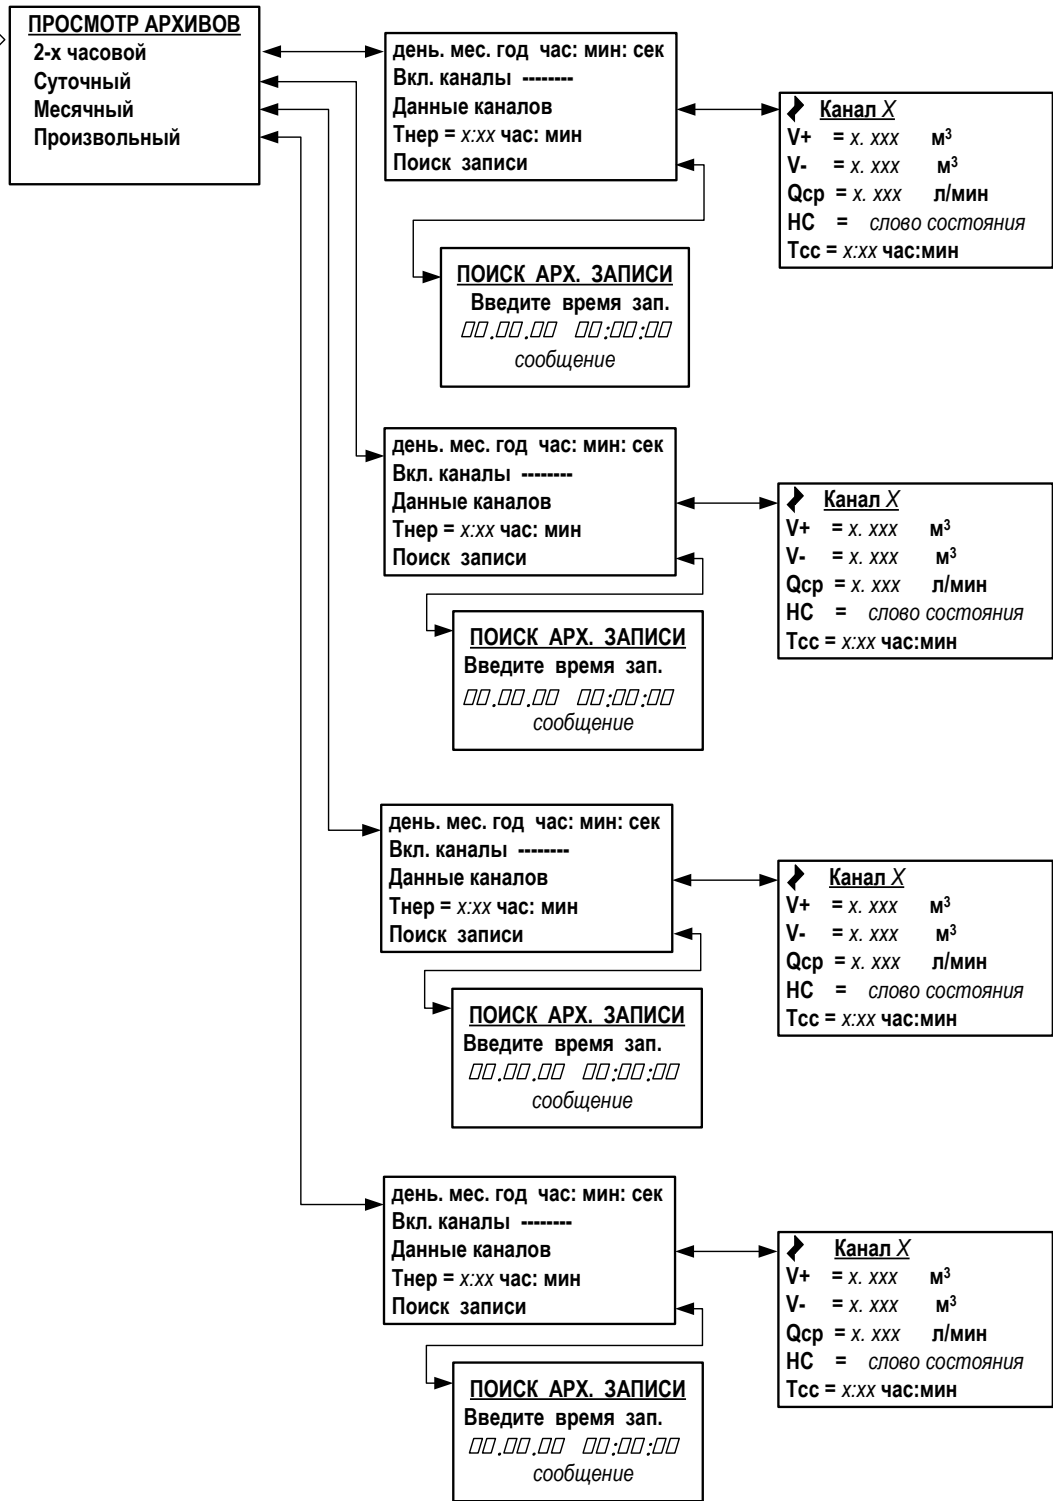 ПРОСМОТР АРХИВОВ
2-х часовой
Суточный
Месячный
Произвольный
день. мес. год час: мин: сек
Вкл. каналы --------
Данные каналов
Тнер = x:xx час: мин
Поиск записи
Канал X
V+ = x. xxx м³
V- = x. xxx м³
Qср = x. xxx л/мин
НС = слово состояния
Тсс = x:xx час:мин
ПОИСК АРХ. ЗАПИСИ
Введите время зап.
00.00.00 00:00:00
сообщение
день. мес. год час: мин: сек
Вкл. каналы --------
Данные каналов
Тнер = x:xx час: мин
Поиск записи
Канал X
V+ = x. xxx м³
V- = x. xxx м³
Qср = x. xxx л/мин
НС = слово состояния
Тсс = x:xx час:мин
ПОИСК АРХ. ЗАПИСИ
Введите время зап.
00.00.00 00:00:00
сообщение
день. мес. год час: мин: сек
Вкл. каналы --------
Данные каналов
Тнер = x:xx час: мин
Поиск записи
Канал X
V+ = x. xxx м³
V- = x. xxx м³
Qср = x. xxx л/мин
НС = слово состояния
Тсс = x:xx час:мин
ПОИСК АРХ. ЗАПИСИ
Введите время зап.
00.00.00 00:00:00
сообщение
день. мес. год час: мин: сек
Вкл. каналы --------
Данные каналов
Тнер = x:xx час: мин
Поиск записи
Канал X
V+ = x. xxx м³
V- = x. xxx м³
Qср = x. xxx л/мин
НС = слово состояния
Тсс = x:xx час:мин
ПОИСК АРХ. ЗАПИСИ
Введите время зап.
00.00.00 00:00:00
сообщение